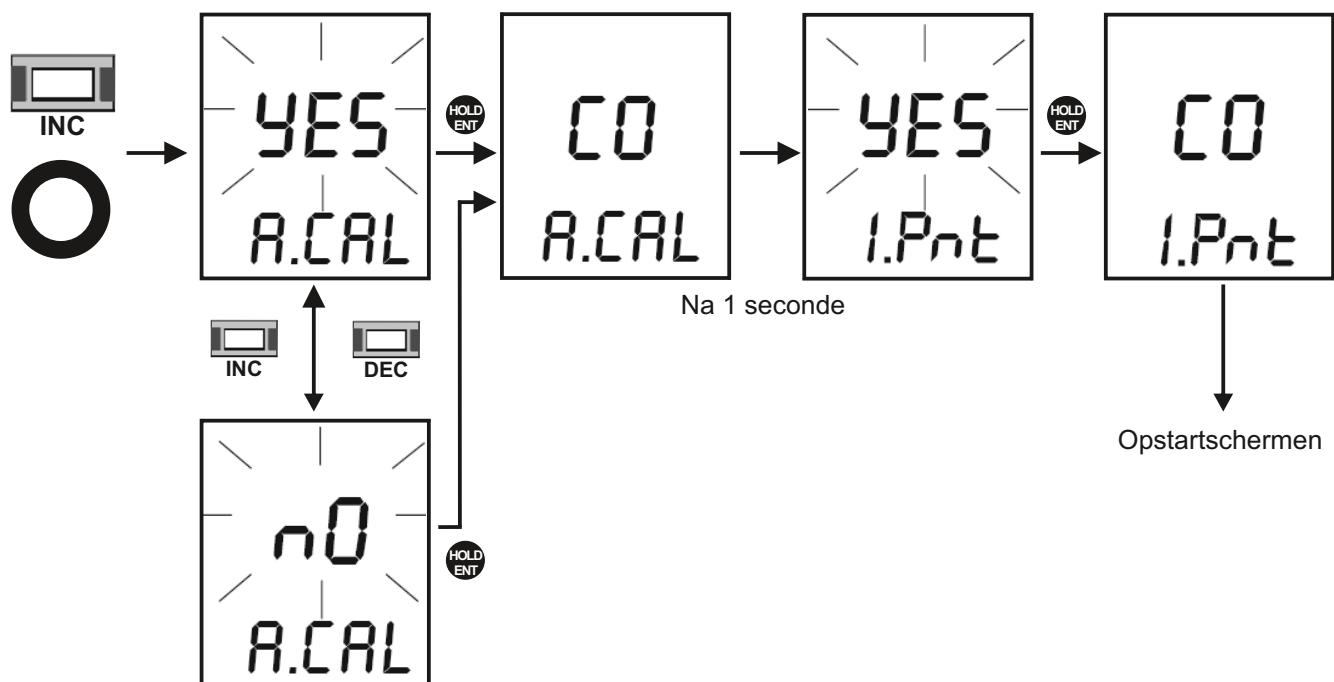 INC
YES
A.CAL
HOLD
ENT
CO
A.CAL
Na 1 seconde
YES
1.Pnt
HOLD
ENT
CO
1.Pnt
Opstartschermen
INC
DEC
nO
A.CAL
HOLD
ENT